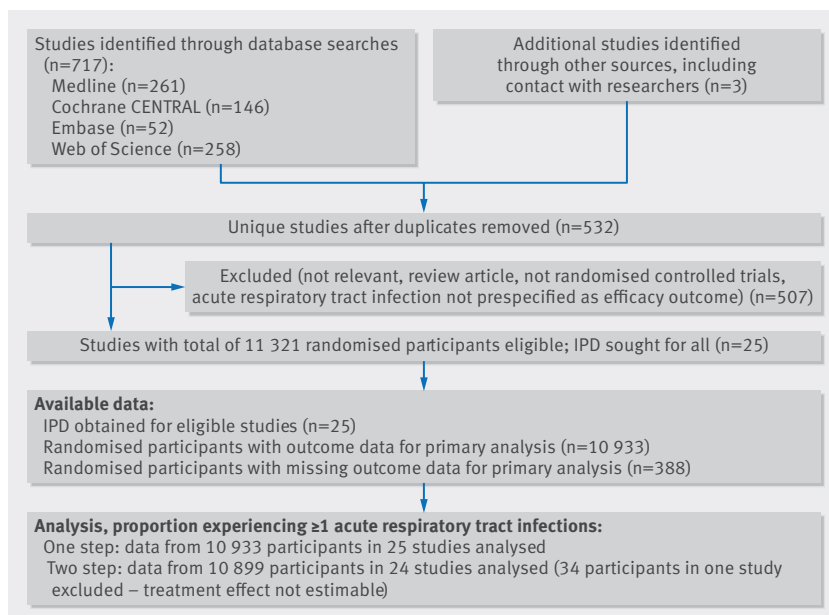 Studies identified through database searches
(n=717):
Medline (n=261)
Cochrane CENTRAL (n=146)
Embase (n=52)
Web of Science (n=258)
Additional studies identified
through other sources, including
contact with researchers (n=3)
Unique studies after duplicates removed (n=532)
Excluded (not relevant, review article, not randomised controlled trials,
acute respiratory tract infection not prespecified as efficacy outcome) (n=507)
Studies with total of 11 321 randomised participants eligible; IPD sought for all (n=25)
Available data:
IPD obtained for eligible studies (n=25)
Randomised participants with outcome data for primary analysis (n=10 933)
Randomised participants with missing outcome data for primary analysis (n=388)
Analysis, proportion experiencing ≥1 acute respiratory tract infections:
One step: data from 10 933 participants in 25 studies analysed
Two step: data from 10 899 participants in 24 studies analysed (34 participants in one study
excluded – treatment effect not estimable)